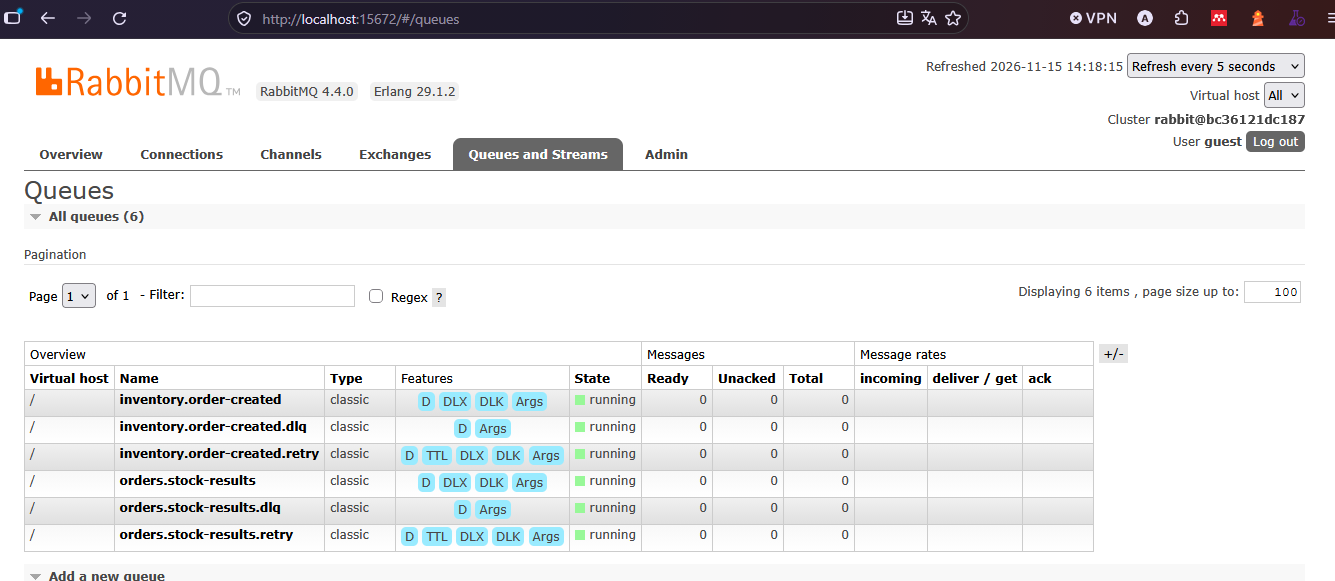 http://localhost:15672/#/queues
VPN
A
RabbitMQ TM RabbitMQ 4.4.0 Erlang 29.1.2
Refreshed 2026-11-15 14:18:15 Refresh every 5 seconds
Virtual host All
Cluster rabbit@bc36121dc187
User guest Log out
Overview Connections Channels Exchanges Queues and Streams Admin
Queues
All queues (6)
Pagination
Page 1 of 1 - Filter: Regex ? Displaying 6 items , page size up to: 100
Overview Messages Message rates +/-
Virtual host Name Type Features State Ready Unacked Total incoming deliver / get ack
/ inventory.order-created classic D DLX DLK Args running 0 0 0
/ inventory.order-created.dlq classic D Args running 0 0 0
/ inventory.order-created.retry classic D TTL DLX DLK Args running 0 0 0
/ orders.stock-results classic D DLX DLK Args running 0 0 0
/ orders.stock-results.dlq classic D Args running 0 0 0
/ orders.stock-results.retry classic D TTL DLX DLK Args running 0 0 0
Add a new queue